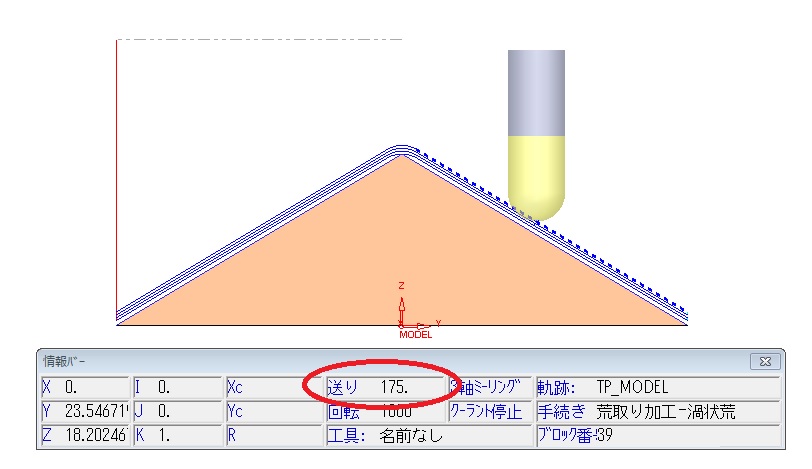 Z
Y
MODEL
情報バー
X 0. I 0. Xc 送り 175. 3軸ミーリング 軌跡: TP_MODEL
Y 23.54671 J 0. Yc 回転 1000 クーラント停止 手続き 荒取り加工-渦状荒
Z 18.20246 K 1. R 工具: 名前なし ブロック番 39